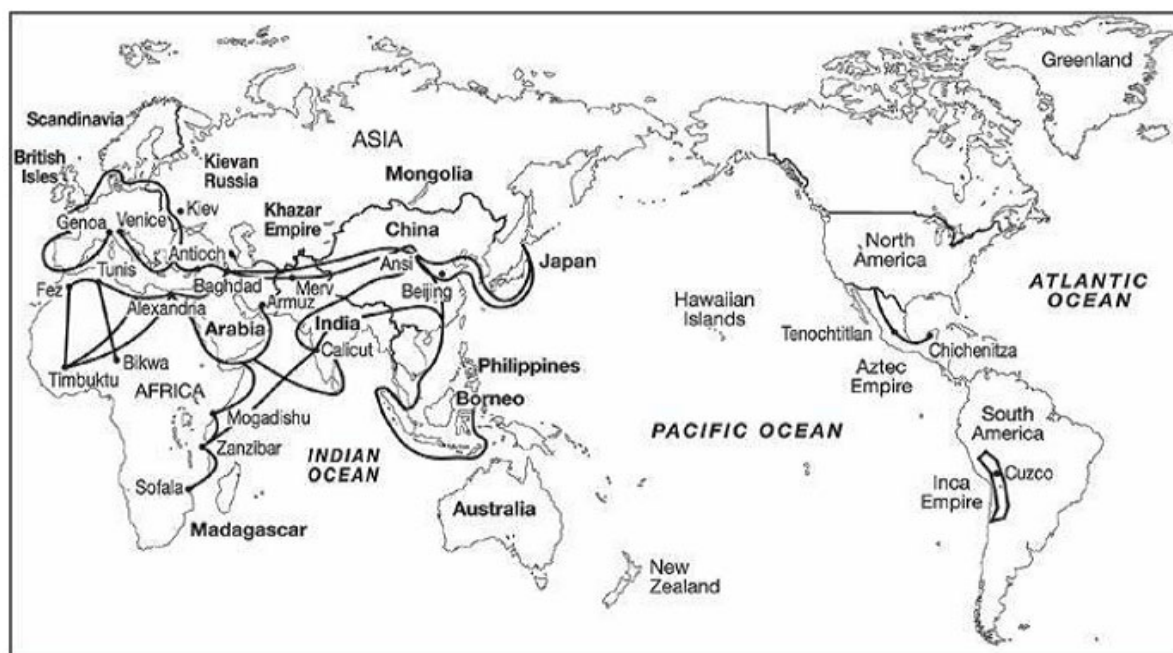 Greenland
Scandinavia
ASIA
British
Isles
Kievan
Russia
Mongolia
Kiev
Khazar
Empire
Genoa
Venice
China
North
America
Antioch
Ansi
Japan
ATLANTIC
OCEAN
Tunis
Baghdad
Merv
Beijing
Fez
Alexandria
Armuz
Hawaiian
Islands
Arabia
India
Tenochtitlan
Calicut
Chichenitza
Bikwa
Philippines
Aztec
Empire
Timbuktu
AFRICA
Borneo
Mogadishu
South
America
PACIFIC OCEAN
Zanzibar
INDIAN
OCEAN
Cuzco
Sofala
Inca
Empire
Australia
Madagascar
New
Zealand